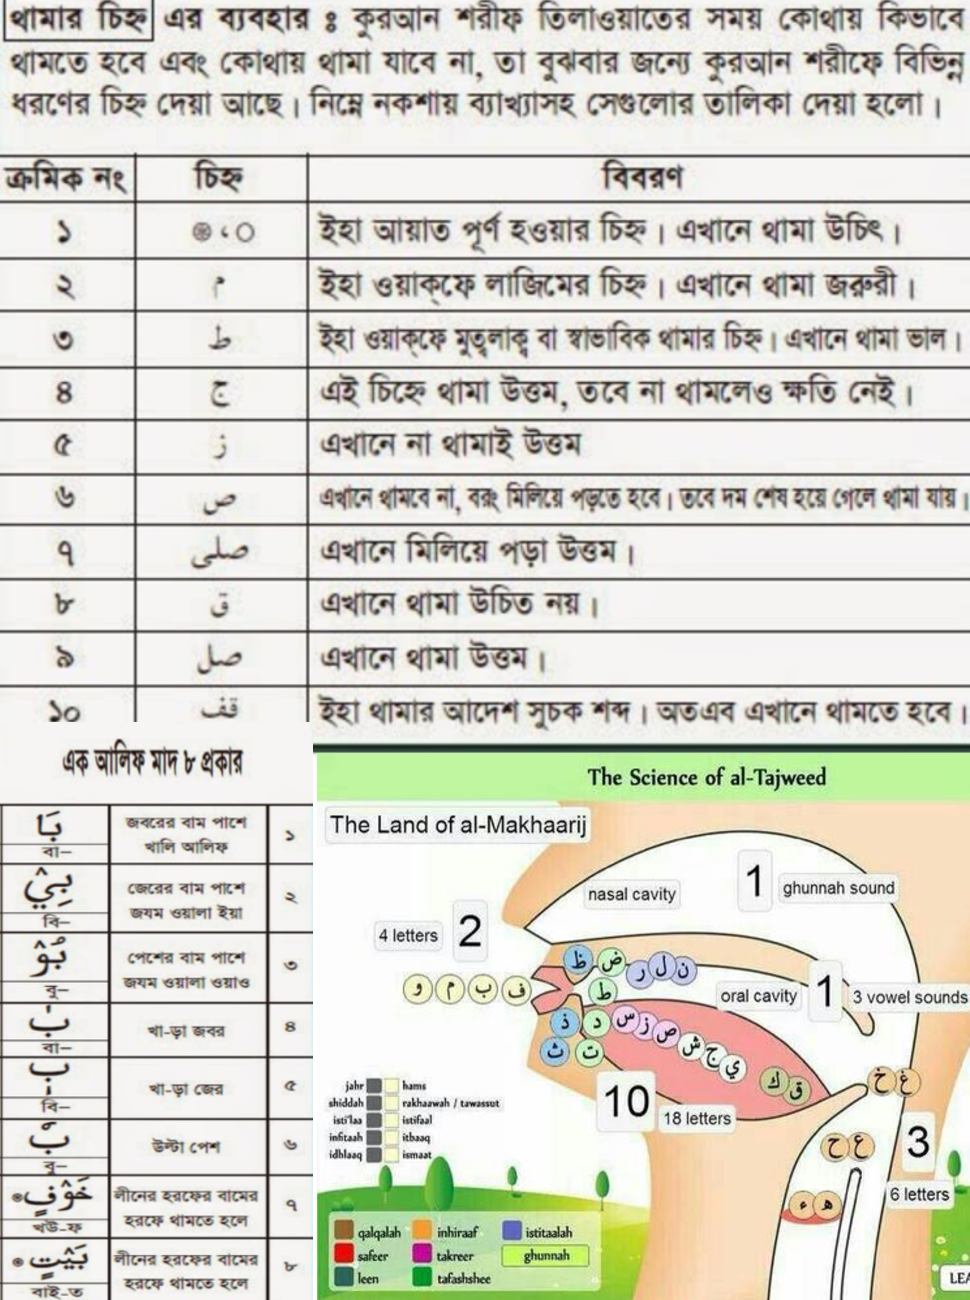 থামার চিহ্ন এর ব্যবহার ঃ কুরআন শরীফ তিলাওয়াতের সময় কোথায় কিভাবে
থামতে হবে এবং কোথায় থামা যাবে না, তা বুঝবার জন্যে কুরআন শরীফে বিভিন্ন
ধরণের চিহ্ন দেয়া আছে। নিম্নে নকশায় ব্যাখ্যাসহ সেগুলোর তালিকা দেয়া হলো।
ক্রমিক নং চিহ্ন বিবরণ
১ ইহা আয়াত পূর্ণ হওয়ার চিহ্ন। এখানে থামা উচিৎ।
২ م ইহা ওয়াক্ফে লাজিমের চিহ্ন। এখানে থামা জরুরী।
৩ ط ইহা ওয়াক্ফে মুত্বলাক্ব বা স্বাভাবিক থামার চিহ্ন। এখানে থামা ভাল।
৪ ج এই চিহ্নে থামা উত্তম, তবে না থামলেও ক্ষতি নেই।
৫ ز এখানে না থামাই উত্তম
৬ ص এখানে থামবে না, বরং মিলিয়ে পড়তে হবে। তবে দম শেষ হয়ে গেলে থামা যায়।
৭ صلى এখানে মিলিয়ে পড়া উত্তম।
৮ ق এখানে থামা উচিত নয়।
৯ صل এখানে থামা উত্তম।
১০ قف ইহা থামার আদেশ সুচক শব্দ। অতএব এখানে থামতে হবে।
এক আলিফ মাদ ৮ প্রকার
بَا জবরের বাম পাশে ১
বা– খালি আলিফ
بِيْ জেরের বাম পাশে ২
বি– জযম ওয়ালা ইয়া
بُوْ পেশের বাম পাশে ৩
বু– জযম ওয়ালা ওয়াও
বা– খা-ড়া জবর ৪
বি– খা-ড়া জের ৫
বু– উল্টা পেশ ৬
خَوْفٍ লীনের হরফের বামের ৭
খউ-ফ হরফে থামতে হলে
بَيْتٍ লীনের হরফের বামের ৮
বাই-ত হরফে থামতে হলে
The Science of al-Tajweed
The Land of al-Makhaarij
nasal cavity 1 ghunnah sound
4 letters 2
و م ب ف
ظ ض ر ل ن
ط
oral cavity 1 3 vowel sounds
ذ د س ز ص ش ج ي
ث ت ك ق
خ غ
10 18 letters
ح ع 3
6 letters
ء ه
jahr hams
shiddah rakhaawah / tawassut
isti'laa istifaal
infitaah itbaaq
idhlaaq ismaat
qalqalah inhiraaf istitaalah
safeer takreer ghunnah
leen tafashshee
LEA